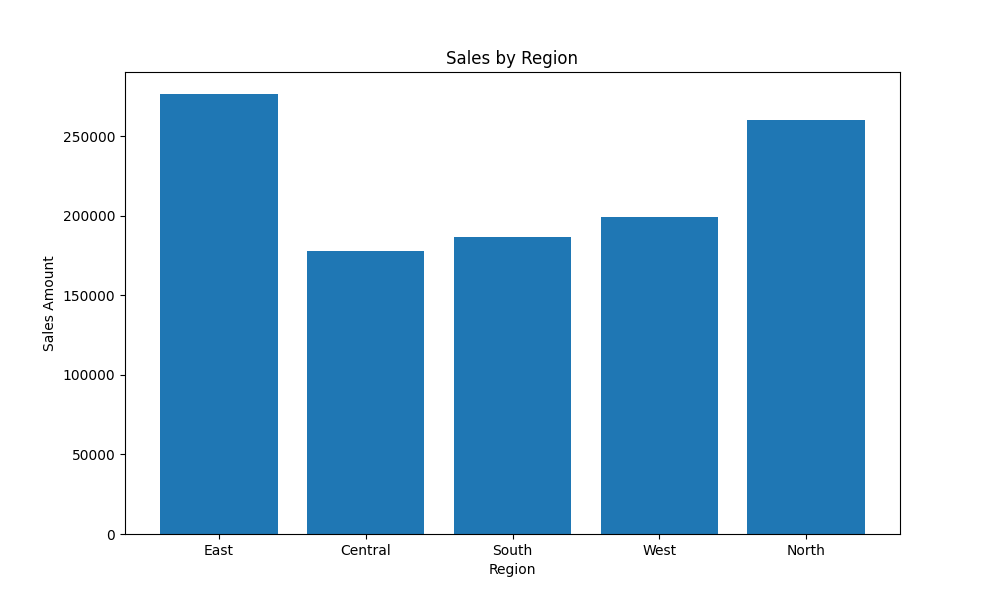 Sales by Region
Sales Amount
250000
200000
150000
100000
50000
0
East Central South West North
Region